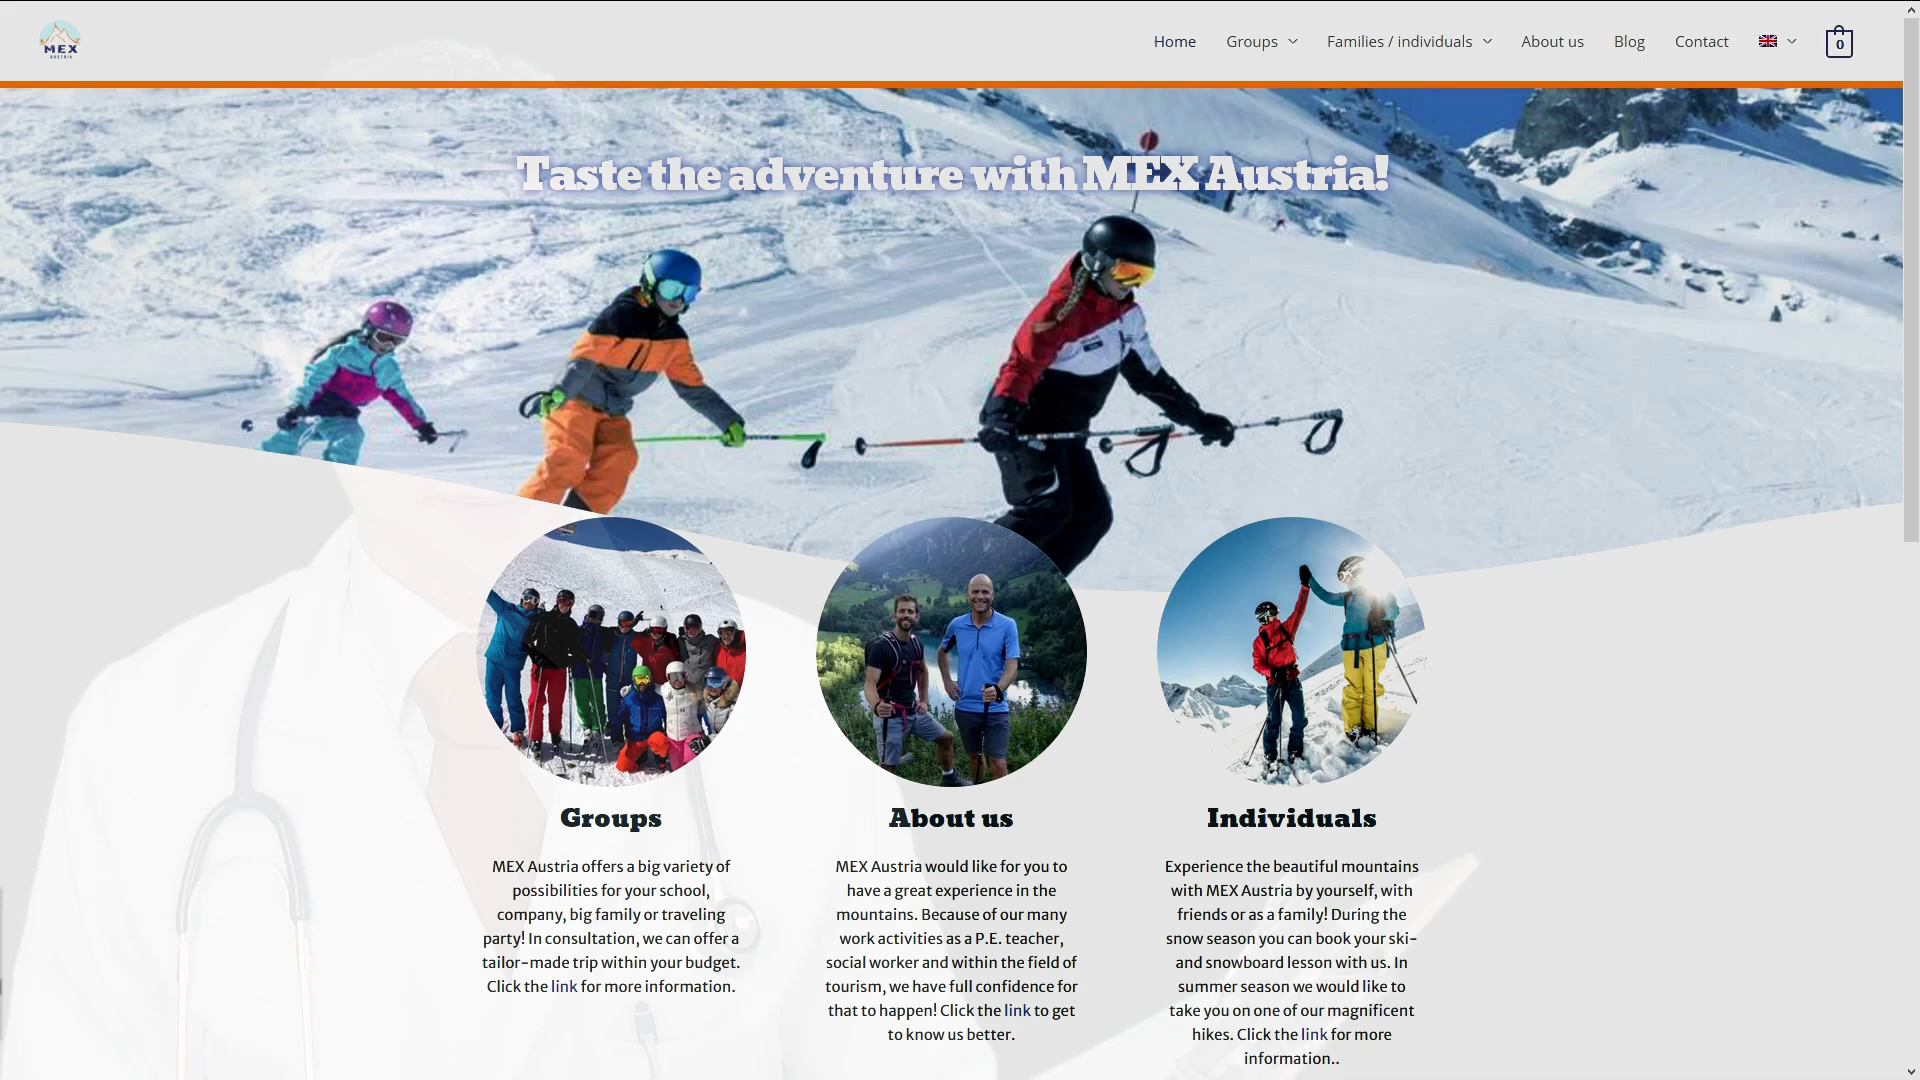 MEX
AUSTRIA
Home
Groups
Families / individuals
About us
Blog
Contact
0
Taste the adventure with MEX Austria!
Groups
MEX Austria offers a big variety of
possibilities for your school,
company, big family or traveling
party! In consultation, we can offer a
tailor-made trip within your budget.
Click the link for more information.
About us
MEX Austria would like for you to
have a great experience in the
mountains. Because of our many
work activities as a P.E. teacher,
social worker and within the field of
tourism, we have full confidence for
that to happen! Click the link to get
to know us better.
Individuals
Experience the beautiful mountains
with MEX Austria by yourself, with
friends or as a family! During the
snow season you can book your ski-
and snowboard lesson with us. In
summer season we would like to
take you on one of our magnificent
hikes. Click the link for more
information..